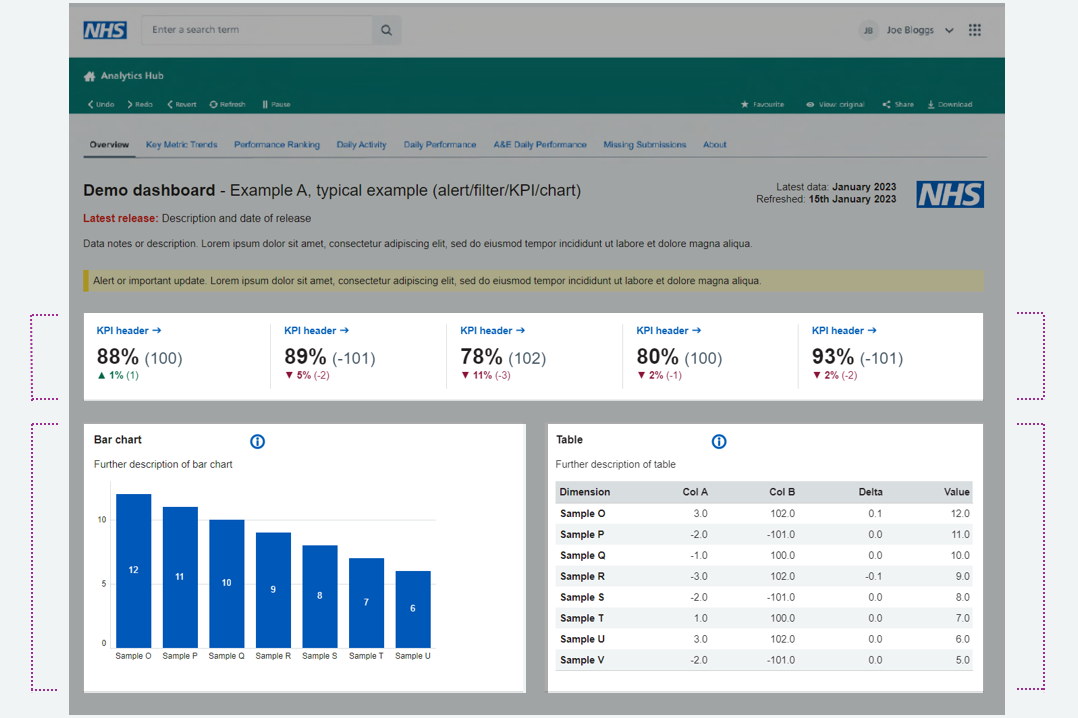 NHS Enter a search term JB Joe Bloggs
Analytics Hub
Undo Redo Revert Refresh Pause Favourite View: original Share Download
Overview Key Metric Trends Performance Ranking Daily Activity Daily Performance A&E Daily Performance Missing Submissions About
Demo dashboard - Example A, typical example (alert/filter/KPI/chart)
Latest data: January 2023
Refreshed: 15th January 2023
NHS
Latest release: Description and date of release
Data notes or description. Lorem ipsum dolor sit amet, consectetur adipiscing elit, sed do eiusmod tempor incididunt ut labore et dolore magna aliqua.
Alert or important update. Lorem ipsum dolor sit amet, consectetur adipiscing elit, sed do eiusmod tempor incididunt ut labore et dolore magna aliqua.
KPI header → KPI header → KPI header → KPI header → KPI header →
88% (100) 89% (-101) 78% (102) 80% (100) 93% (-101)
▲ 1% (1) ▼ 5% (-2) ▼ 11% (-3) ▼ 2% (-1) ▼ 2% (-2)
Bar chart
Further description of bar chart
10
5
0
12 11 10 9 8 7 6
Sample O Sample P Sample Q Sample R Sample S Sample T Sample U
Table
Further description of table
Dimension Col A Col B Delta Value
Sample O 3.0 102.0 0.1 12.0
Sample P -2.0 -101.0 0.0 11.0
Sample Q -1.0 100.0 0.0 10.0
Sample R -3.0 102.0 -0.1 9.0
Sample S -2.0 -101.0 0.0 8.0
Sample T 1.0 100.0 0.0 7.0
Sample U 3.0 102.0 0.0 6.0
Sample V -2.0 -101.0 0.0 5.0